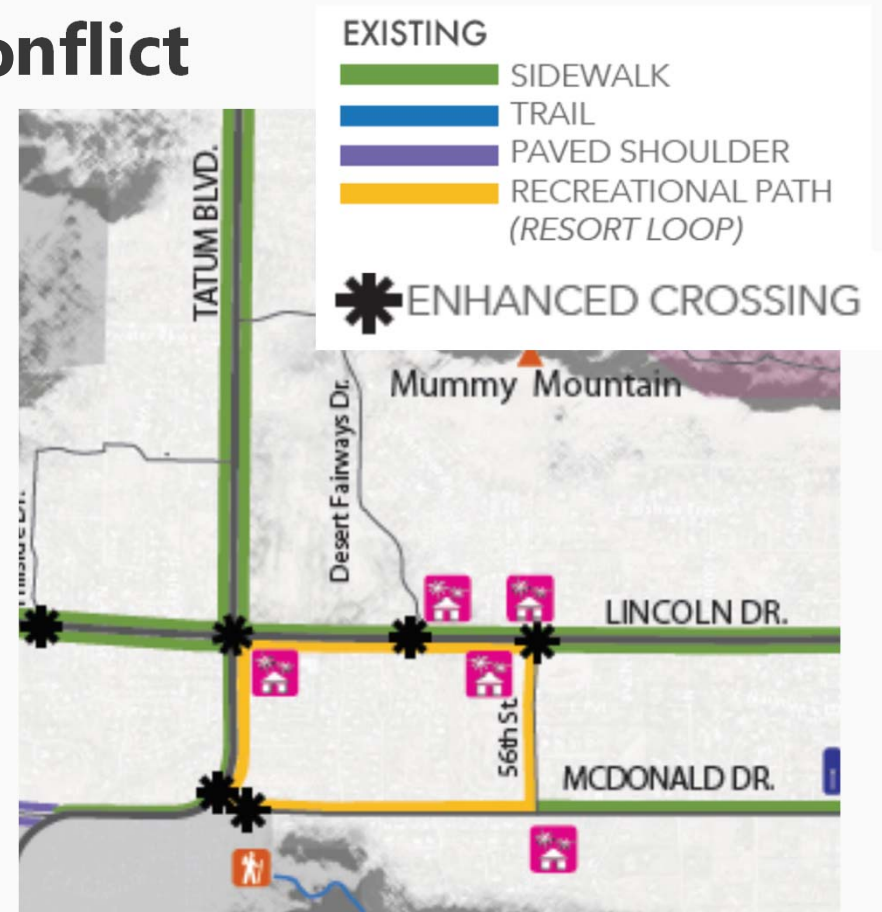 onflict
EXISTING
SIDEWALK
TRAIL
PAVED SHOULDER
RECREATIONAL PATH
(RESORT LOOP)
ENHANCED CROSSING
TATUM BLVD.
Mummy Mountain
Desert Fairways Dr.
LINCOLN DR.
56th St.
MCDONALD DR.